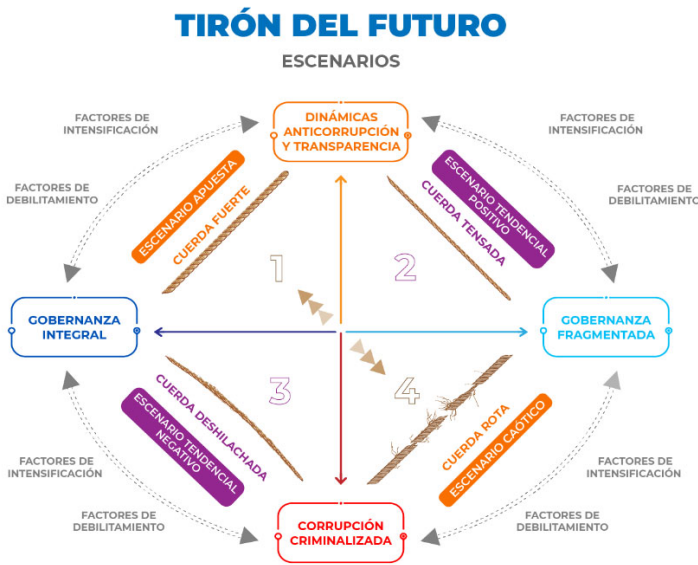 TIRÓN DEL FUTURO
ESCENARIOS
DINÁMICAS
ANTICORRUPCIÓN
Y TRANSPARENCIA
FACTORES DE
INTENSIFICACIÓN
FACTORES DE
DEBILITAMIENTO
FACTORES DE
INTENSIFICACIÓN
FACTORES DE
DEBILITAMIENTO
ESCENARIO APUESTA
CUERDA FUERTE
1
ESCENARIO TENDENCIAL
POSITIVO
CUERDA TENSADA
2
GOBERNANZA
INTEGRAL
GOBERNANZA
FRAGMENTADA
3
CUERDA DESHILACHADA
ESCENARIO TENDENCIAL
NEGATIVO
4
CUERDA ROTA
ESCENARIO CAÓTICO
FACTORES DE
INTENSIFICACIÓN
FACTORES DE
DEBILITAMIENTO
FACTORES DE
INTENSIFICACIÓN
FACTORES DE
DEBILITAMIENTO
CORRUPCIÓN
CRIMINALIZADA